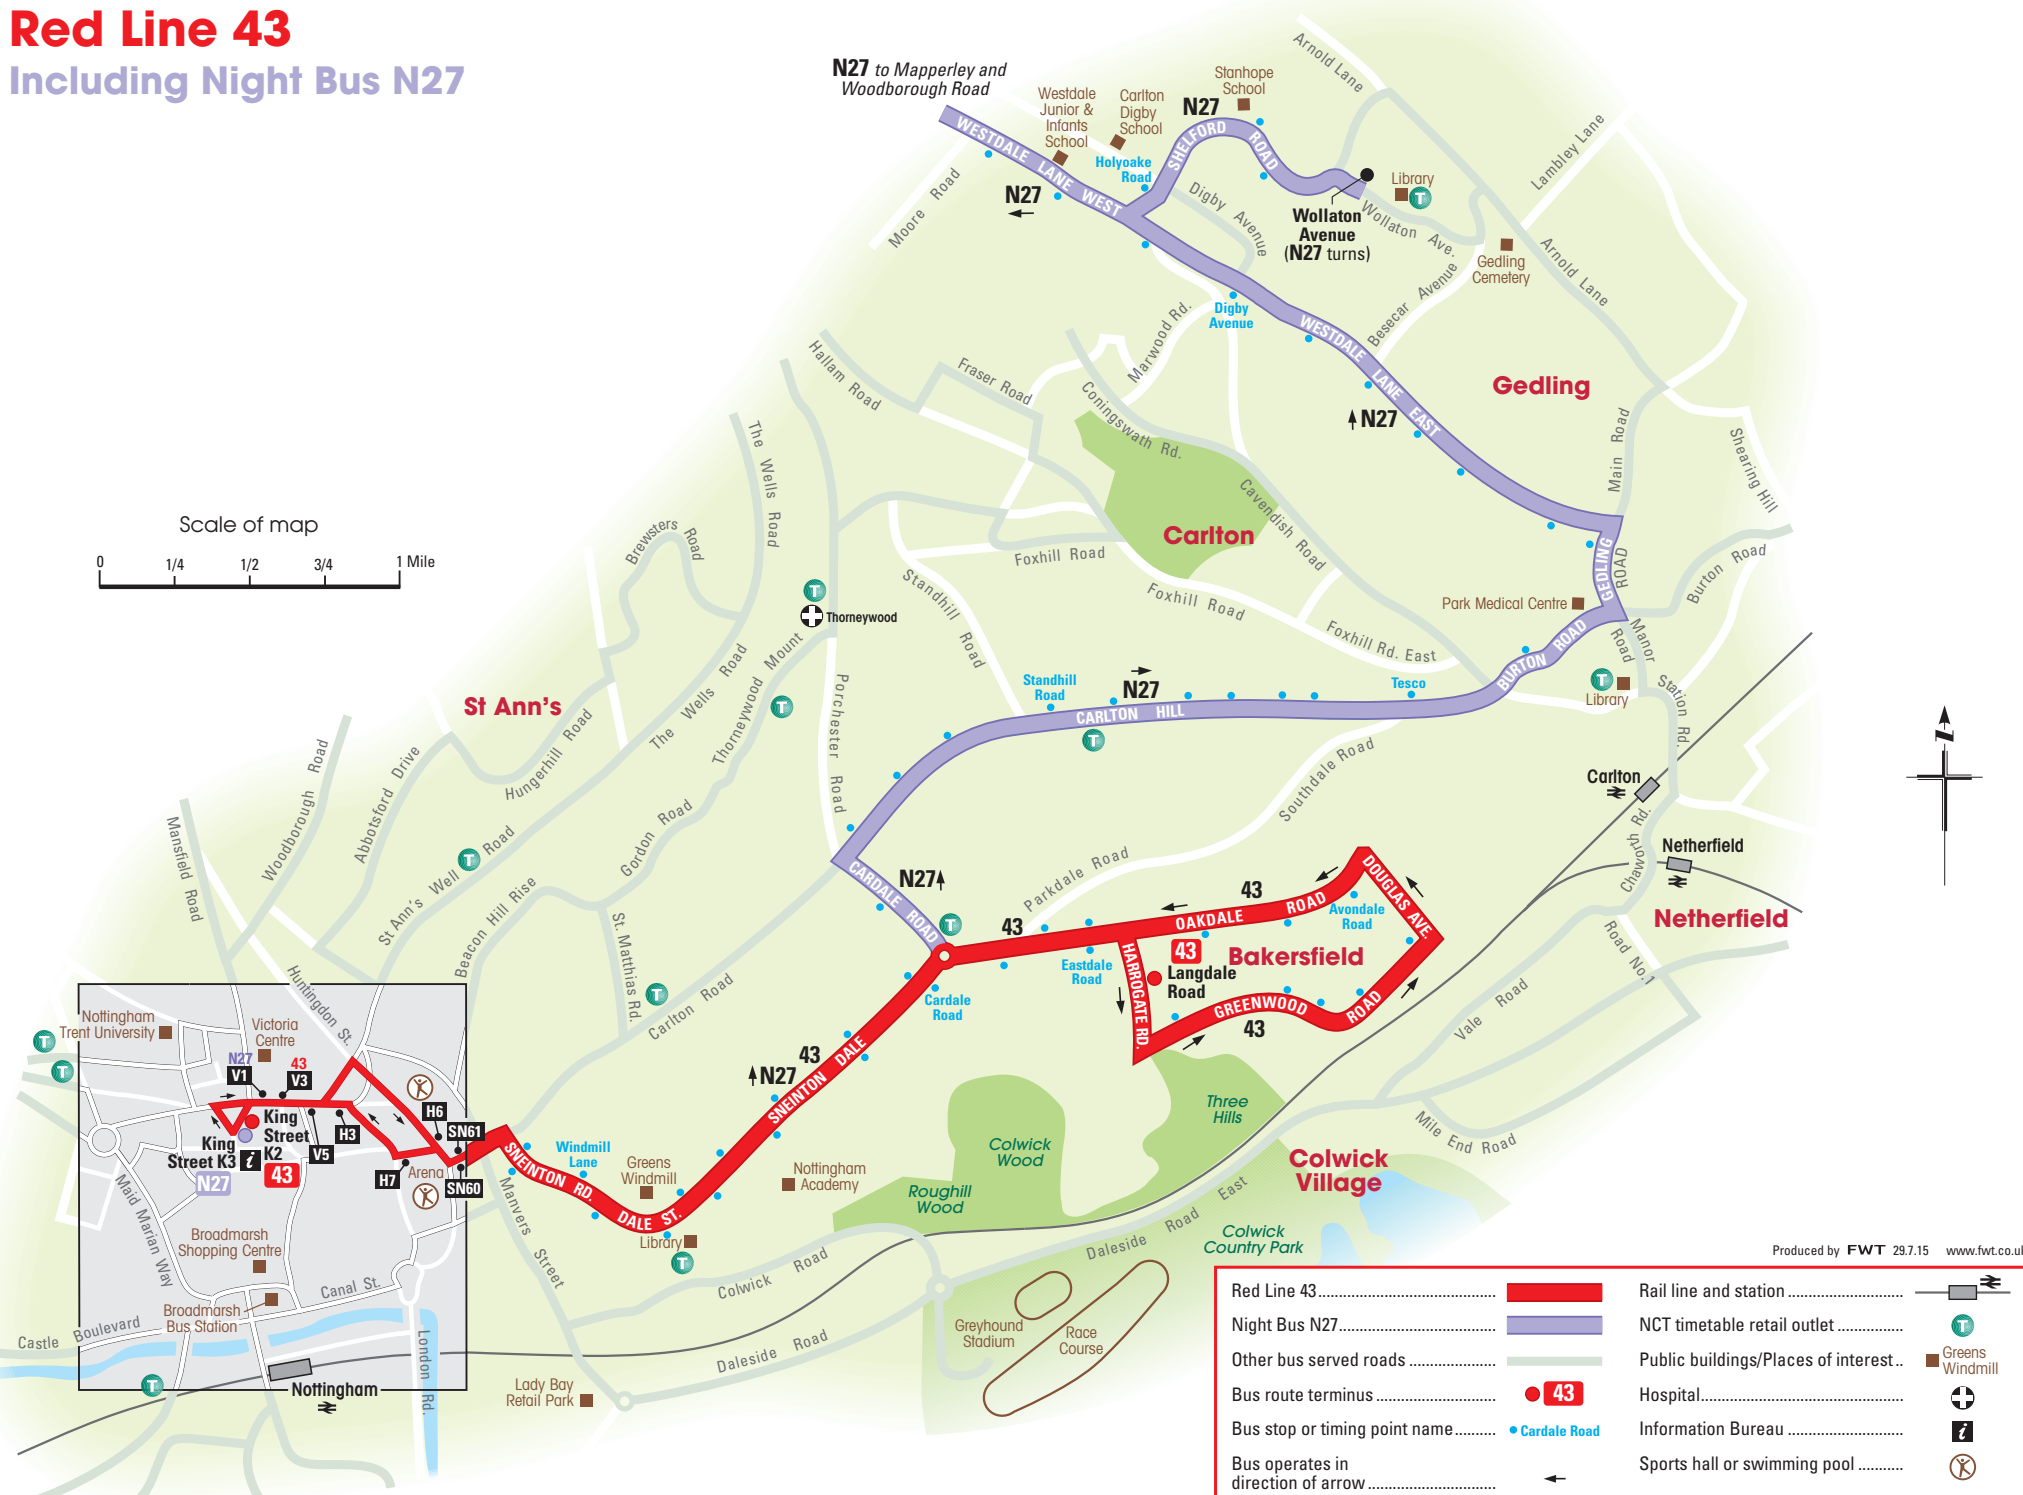 Red Line 43
Including Night Bus N27
N27 to Mapperley and
Woodborough Road
Westdale
Junior &
Infants
School
Carlton
Digby
School
Stanhope
School
N27
Arnold Lane
Lambley Lane
WESTDALE LANE WEST
Holyoake
Road
SHELFORD ROAD
N27
Moore Road
Digby Avenue
Wollaton
Avenue
(N27 turns)
Library
T
Wollaton Ave.
Gedling
Cemetery
Arnold Lane
Besecar Avenue
Digby
Avenue
Marwood Rd.
WESTDALE LANE EAST
Hallam Road
Fraser Road
Coningswath Rd.
N27
Gedling
Main Road
Shearing Hill
The Wells Road
Cavendish Road
Carlton
Scale of map
0
1/4
1/2
3/4
1 Mile
Brewsters Road
Foxhill Road
Standhill Road
Foxhill Road
Foxhill Rd. East
GEDLING ROAD
ROAD
Burton Road
Park Medical Centre
T
Thorneywood
Thorneywood Mount
The Wells Road
Porchester Road
BURTON ROAD
Manor Road
T
Library
Station Rd.
St Ann's
Hungerhill Road
T
Standhill
Road
N27
CARLTON HILL
T
Tesco
Southdale Road
Carlton
Netherfield
Chaworth Rd.
Netherfield
Road No.1
Woodborough Road
Abbotsford Drive
Mansfield Road
St Ann's Well Road
T
Gordon Road
Beacon Hill Rise
St. Matthias Rd.
T
Carlton Road
N27
CARDALE ROAD
T
Parkdale Road
43
43
OAKDALE ROAD
DOUGLAS AVE.
Avondale
Road
43
Bakersfield
Eastdale
Road
HARROGATE RD.
Langdale
Road
GREENWOOD ROAD
43
Cardale
Road
Vale Road
Mile End Road
43
N27
SNEINTON DALE
Three
Hills
Colwick
Wood
Roughhill
Wood
Colwick
Village
Colwick
Country Park
Daleside Road East
Huntingdon St.
Nottingham
Trent University
T
T
Victoria
Centre
N27
V1
43
V3
H6
SN61
King
Street
K2
43
King
Street K3
i
N27
V5
H3
H7
Arena
SN60
Maid Marian Way
Broadmarsh
Shopping Centre
Broadmarsh
Bus Station
Canal St.
Castle Boulevard
T
Nottingham
London Rd.
Manvers Street
SNEINTON RD.
Windmill
Lane
Greens
Windmill
DALE ST.
Library
T
Nottingham
Academy
Colwick Road
Daleside Road
Lady Bay
Retail Park
Greyhound
Stadium
Race
Course
Produced by FWT 29.7.15 www.fwt.co.uk
Red Line 43
Night Bus N27
Other bus served roads
Bus route terminus
43
Bus stop or timing point name
Cardale Road
Bus operates in
direction of arrow
Rail line and station
NCT timetable retail outlet
T
Public buildings/Places of interest
Greens
Windmill
Hospital
Information Bureau
i
Sports hall or swimming pool